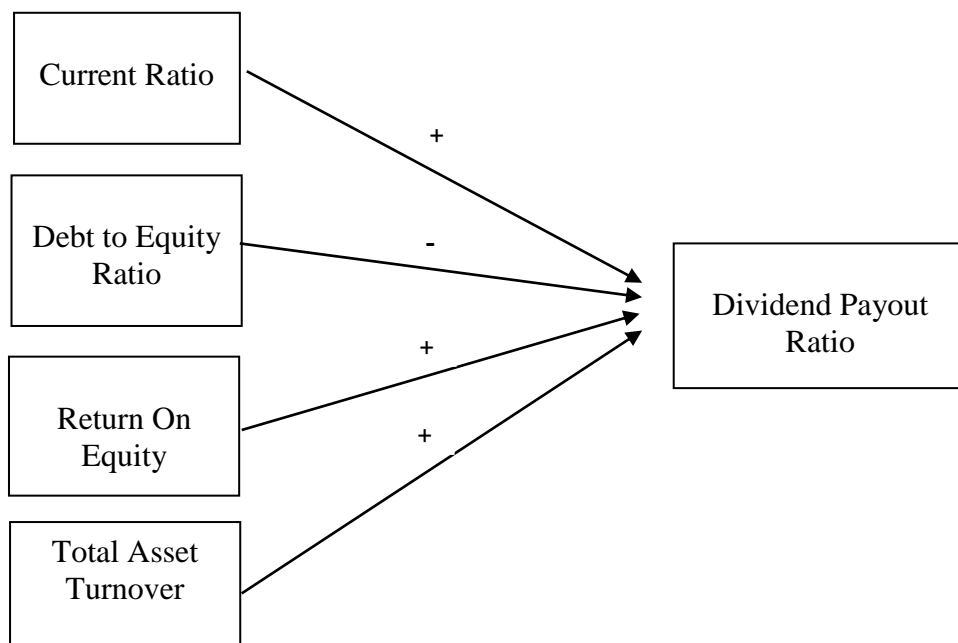 Current Ratio
+
Debt to Equity
Ratio
-
Dividend Payout
Ratio
+
Return On
Equity
+
Total Asset
Turnover